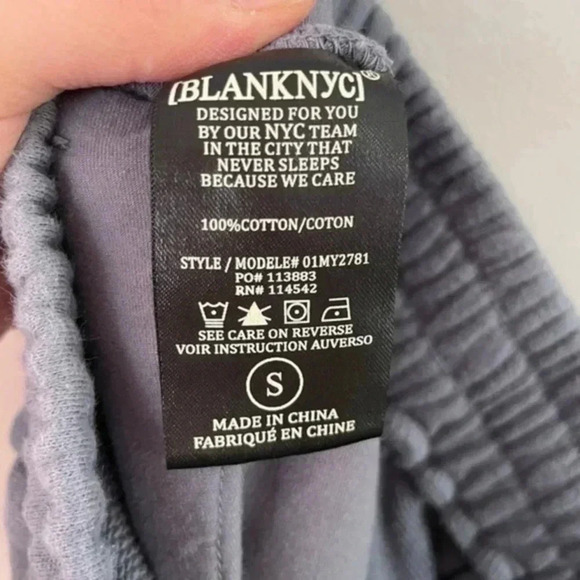 [BLANKNYC]®
DESIGNED FOR YOU
BY OUR NYC TEAM
IN THE CITY THAT
NEVER SLEEPS
BECAUSE WE CARE
100%COTTON/COTON
STYLE / MODELE# 01MY2781
PO# 113883
RN# 114542
SEE CARE ON REVERSE
VOIR INSTRUCTION AUVERSO
S
MADE IN CHINA
FABRIQUÉ EN CHINE